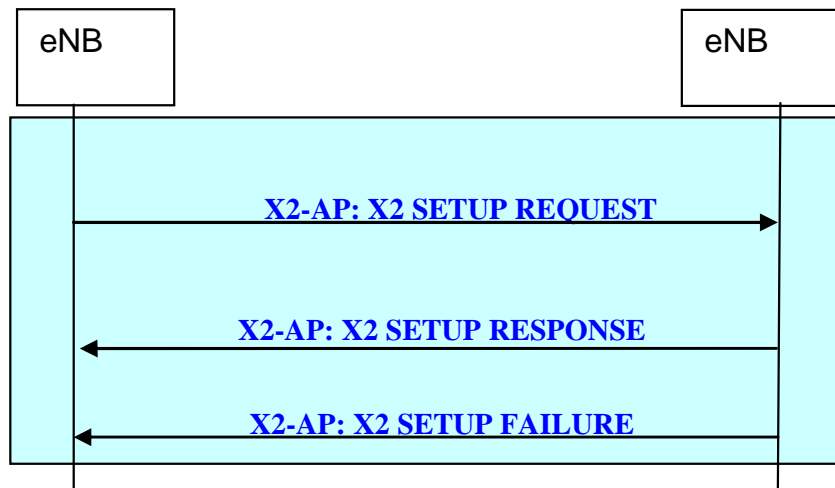 eNB
eNB
X2-AP: X2 SETUP REQUEST
X2-AP: X2 SETUP RESPONSE
X2-AP: X2 SETUP FAILURE